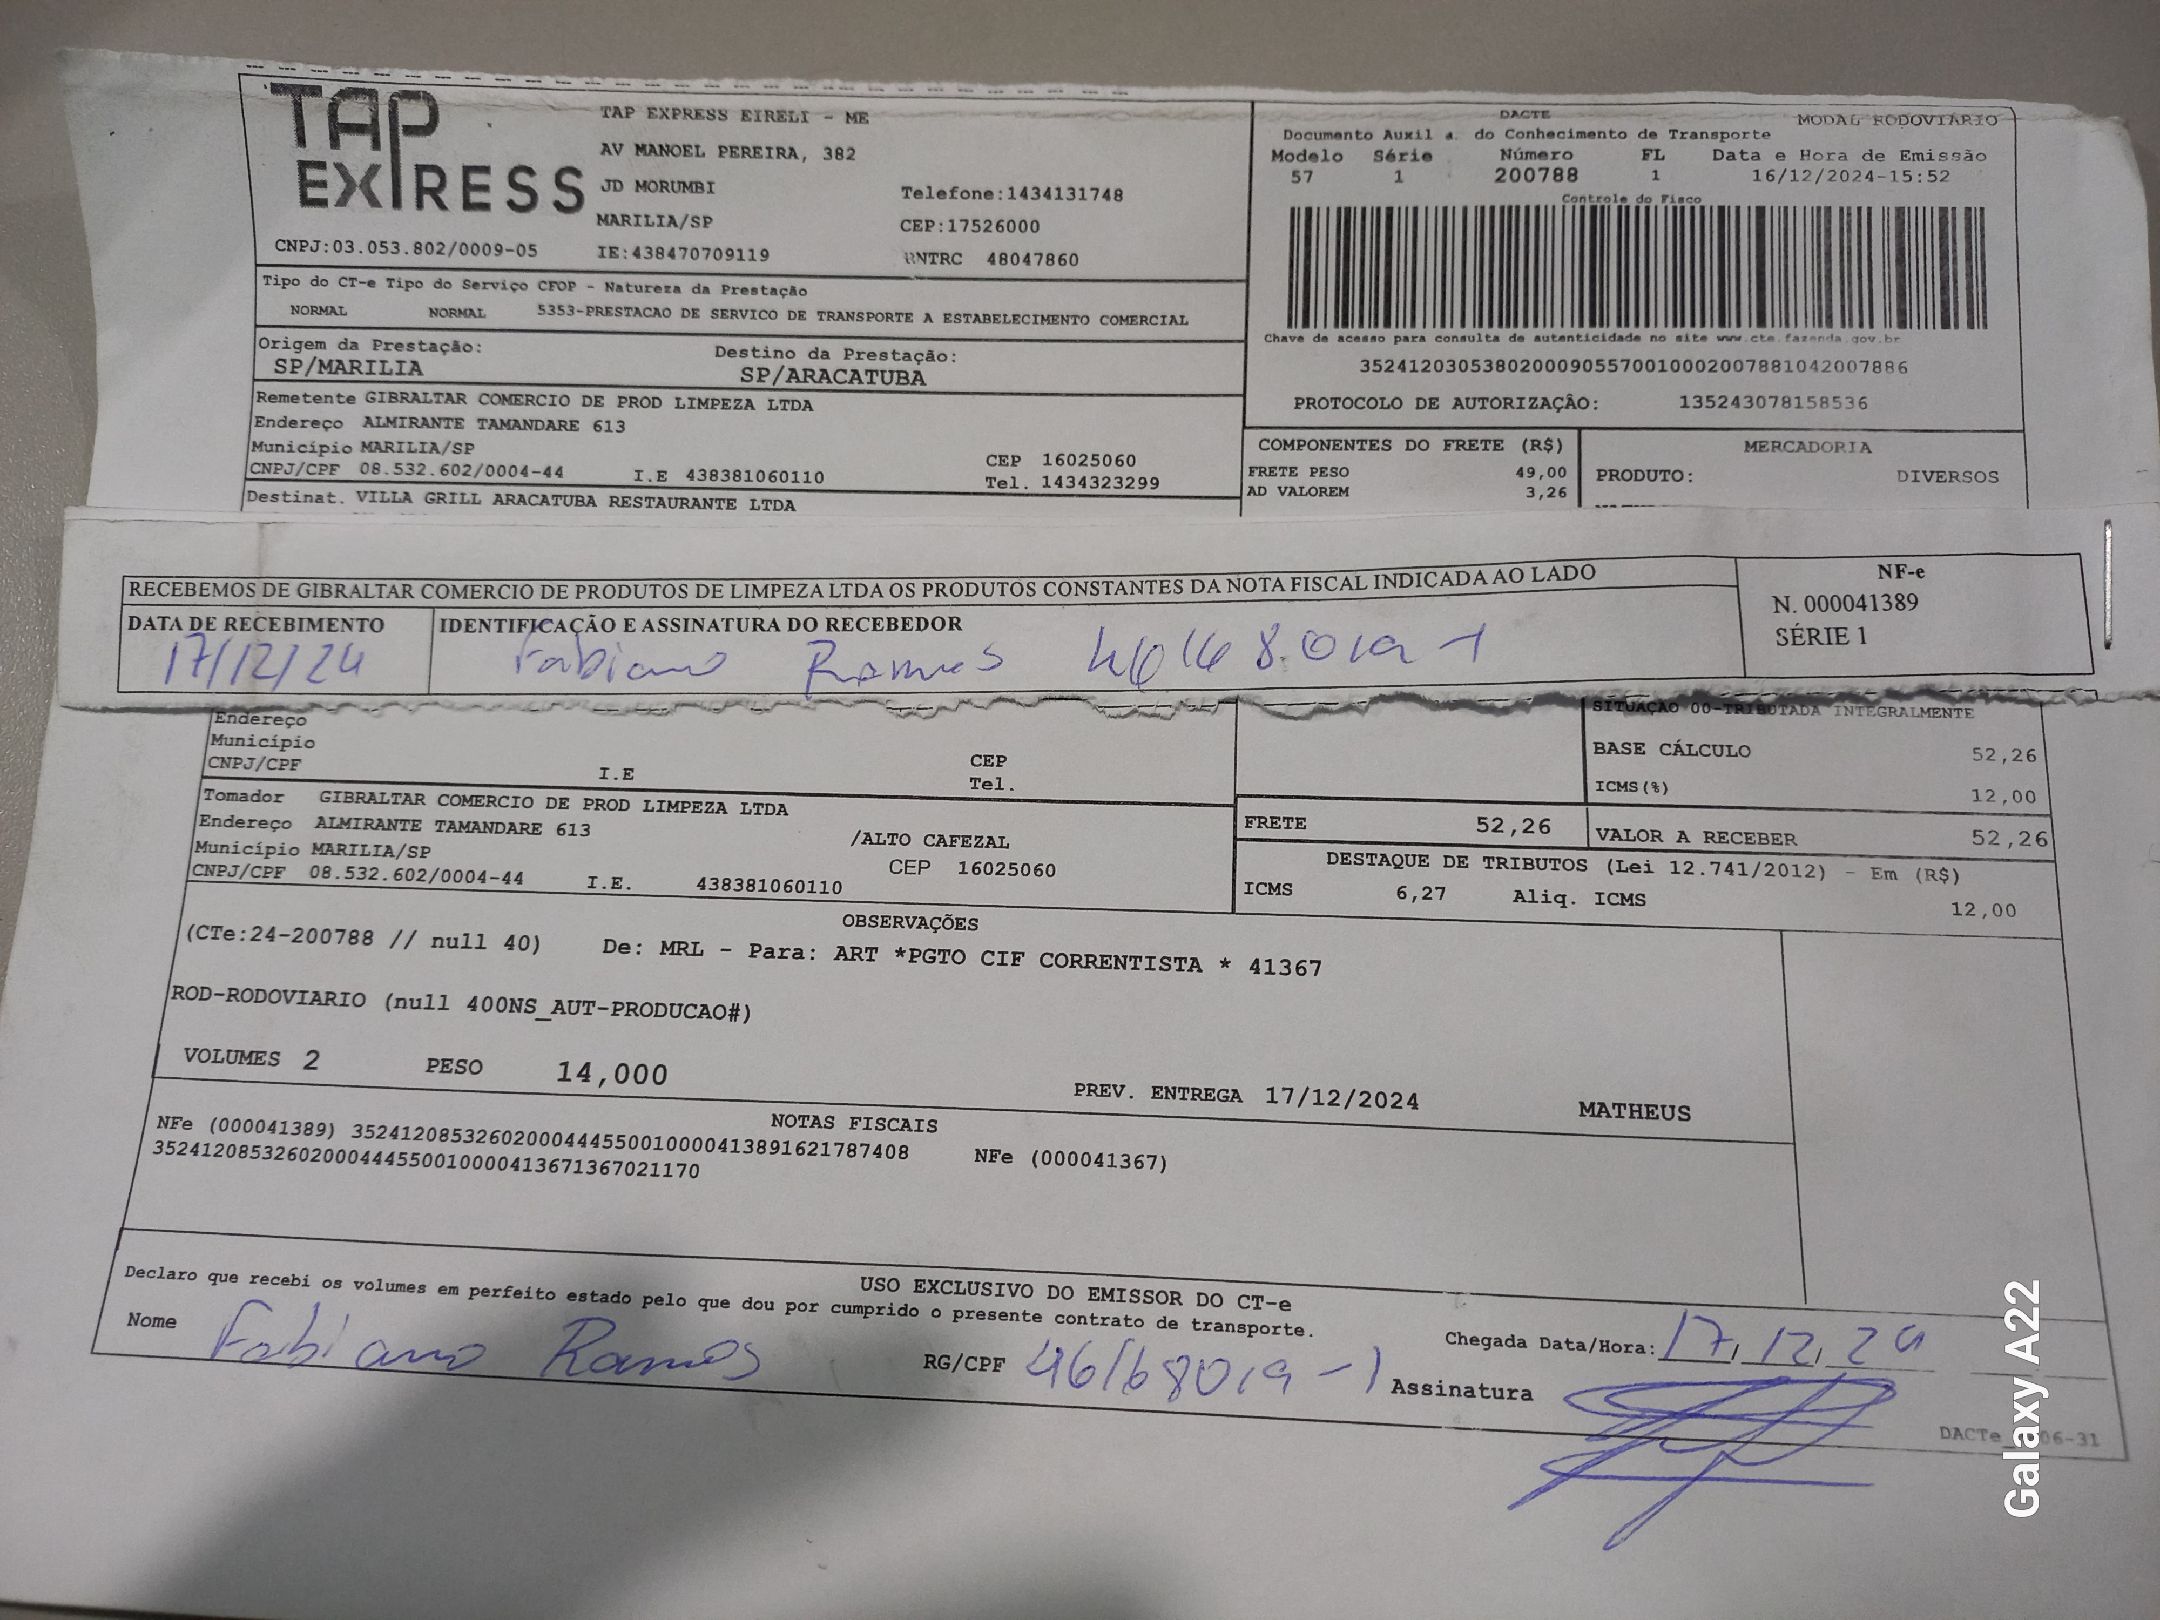 TAP EXPRESS
TAP EXPRESS EIRELI - ME
AV MANOEL PEREIRA, 382
JD MORUMBI
Telefone:1434131748
MARILIA/SP
CEP:17526000
CNPJ:03.053.802/0009-05
IE:438470709119
RNTRC 48047860
DACTE
MODAL RODOVIARIO
Documento Auxil a. do Conhecimento de Transporte
Modelo Série Número FL Data e Hora de Emissão
57 1 200788 1 16/12/2024-15:52
Controle do Fisco
Chave de acesso para consulta de autenticidade no site www.cte.fazenda.gov.br
35241203053802000905570010002007881042007886
PROTOCOLO DE AUTORIZAÇÃO: 135243078158536
Tipo do CT-e Tipo do Serviço CFOP - Natureza da Prestação
NORMAL NORMAL 5353-PRESTACAO DE SERVICO DE TRANSPORTE A ESTABELECIMENTO COMERCIAL
Origem da Prestação: Destino da Prestação:
SP/MARILIA SP/ARACATUBA
Remetente GIBRALTAR COMERCIO DE PROD LIMPEZA LTDA
Endereço ALMIRANTE TAMANDARE 613
Município MARILIA/SP CEP 16025060
CNPJ/CPF 08.532.602/0004-44 I.E 438381060110 Tel. 1434323299
Destinat. VILLA GRILL ARACATUBA RESTAURANTE LTDA
COMPONENTES DO FRETE (R$)
FRETE PESO 49,00
AD VALOREM 3,26
MERCADORIA
PRODUTO: DIVERSOS
RECEBEMOS DE GIBRALTAR COMERCIO DE PRODUTOS DE LIMPEZA LTDA OS PRODUTOS CONSTANTES DA NOTA FISCAL INDICADA AO LADO
NF-e
N. 000041389
SÉRIE 1
DATA DE RECEBIMENTO IDENTIFICAÇÃO E ASSINATURA DO RECEBEDOR
17/12/24 Fabiano Ramos
Endereço
Município
CNPJ/CPF I.E CEP
Tel.
SITUAÇÃO 00-TRIBUTADA INTEGRALMENTE
BASE CÁLCULO 52,26
ICMS(%) 12,00
Tomador GIBRALTAR COMERCIO DE PROD LIMPEZA LTDA
Endereço ALMIRANTE TAMANDARE 613 /ALTO CAFEZAL
Município MARILIA/SP CEP 16025060
CNPJ/CPF 08.532.602/0004-44 I.E. 438381060110
FRETE 52,26 VALOR A RECEBER 52,26
DESTAQUE DE TRIBUTOS (Lei 12.741/2012) - Em (R$)
ICMS 6,27 Aliq. ICMS 12,00
OBSERVAÇÕES
(CTe:24-200788 // null 40) De: MRL - Para: ART *PGTO CIF CORRENTISTA * 41367
ROD-RODOVIARIO (null 400NS_AUT-PRODUCAO#)
VOLUMES 2 PESO 14,000 PREV. ENTREGA 17/12/2024 MATHEUS
NOTAS FISCAIS
NFe (000041389) 35241208532602000444550010000413891621787408 NFe (000041367)
35241208532602000444550010000413671367021170
USO EXCLUSIVO DO EMISSOR DO CT-e
Declaro que recebi os volumes em perfeito estado pelo que dou por cumprido o presente contrato de transporte.
Nome Fabiano Ramos RG/CPF Chegada Data/Hora: 17/12/24
Assinatura
Galaxy A22